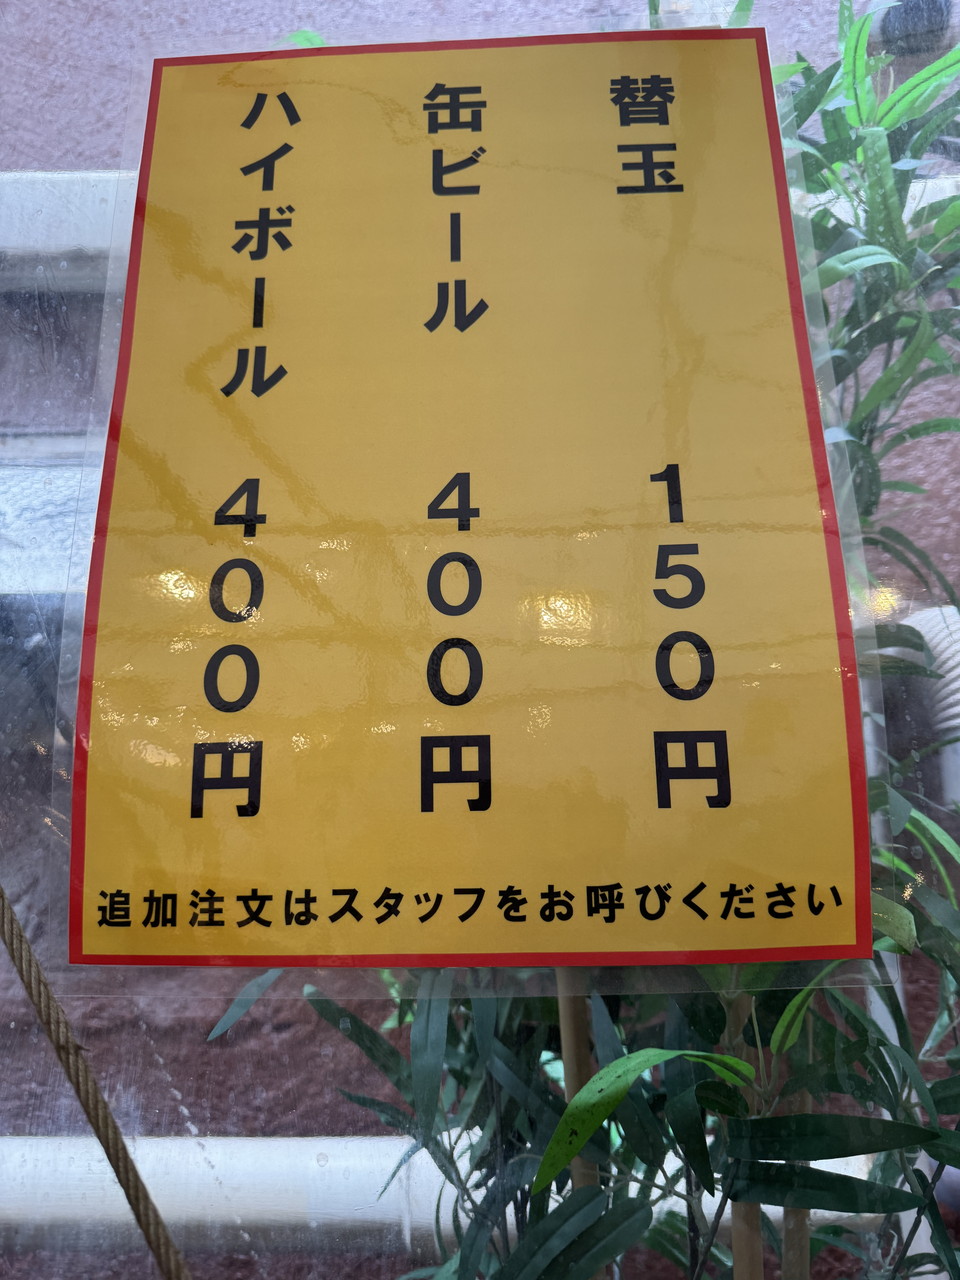 替玉 150円
缶ビール 400円
ハイボール 400円
追加注文はスタッフをお呼びください